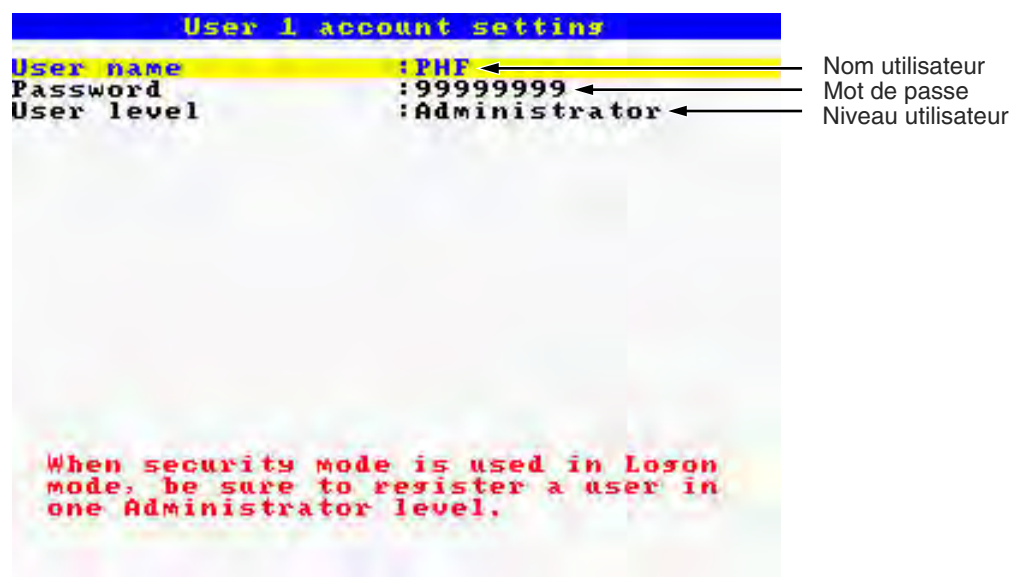 User 1 account setting
User name :PHF Nom utilisateur
Password :99999999 Mot de passe
User level :Administrator Niveau utilisateur
When security mode is used in Logon
mode, be sure to register a user in
one Administrator level.